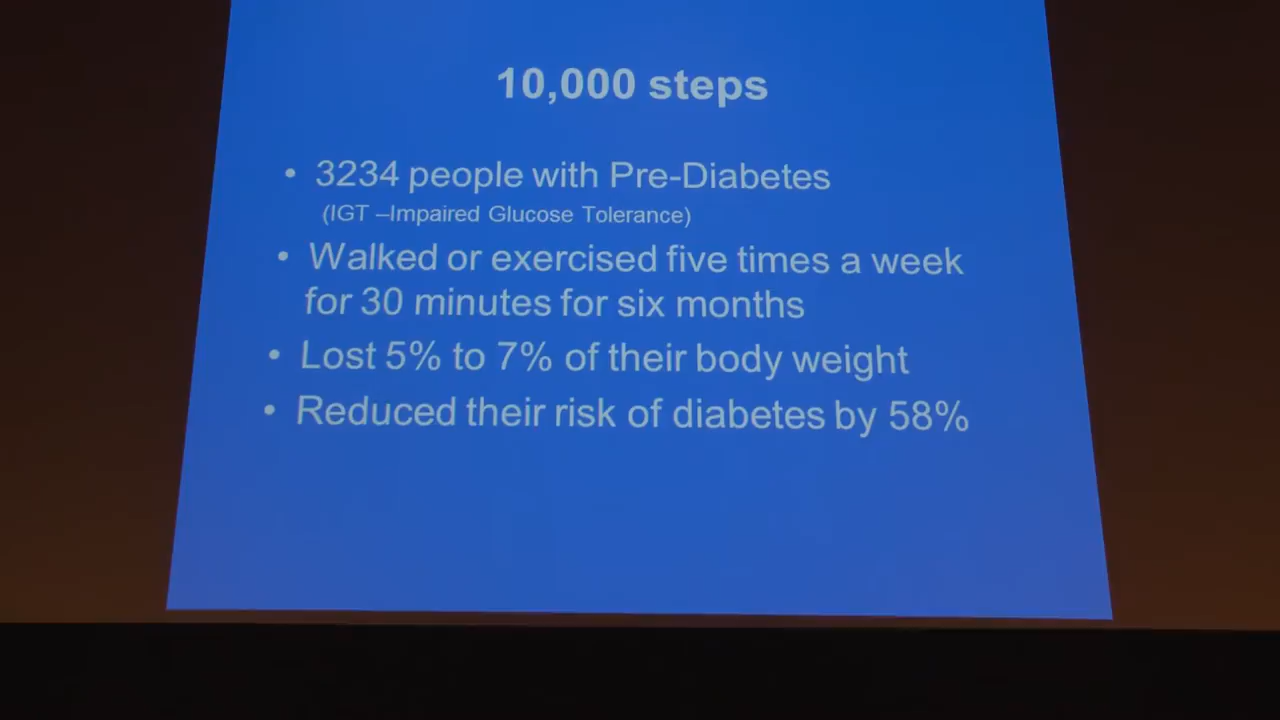 10,000 steps
• 3234 people with Pre-Diabetes
(IGT –Impaired Glucose Tolerance)
• Walked or exercised five times a week
for 30 minutes for six months
• Lost 5% to 7% of their body weight
• Reduced their risk of diabetes by 58%